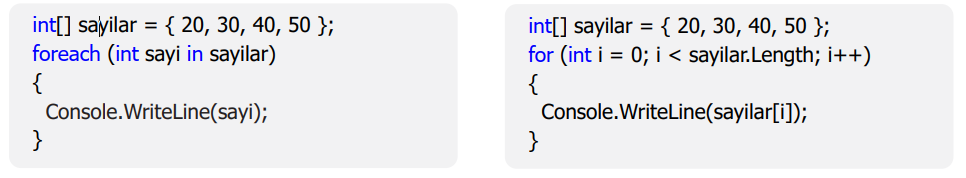 int[] sayilar = { 20, 30, 40, 50 };
foreach (int sayi in sayilar)
{
Console.WriteLine(sayi);
}
int[] sayilar = { 20, 30, 40, 50 };
for (int i = 0; i < sayilar.Length; i++)
{
Console.WriteLine(sayilar[i]);
}